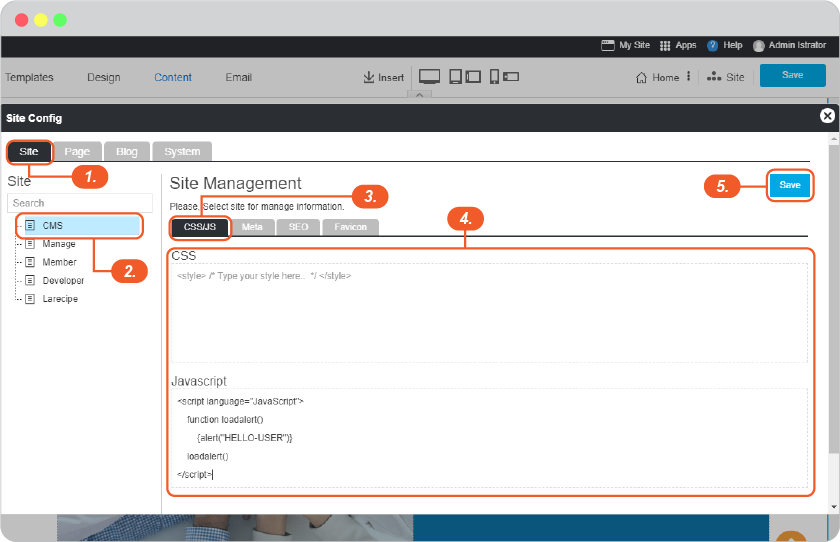 My Site Apps ? Help Admin Istrator
Templates Design Content Email Insert Home Site Save
Site Config
Site Page Blog System
1.
Site
Search
CMS
2.
Manage
Member
Developer
Larecipe
Site Management
3.
5.
Save
Please, Select site for manage information.
4.
CSS/JS Meta SEO Favicon
CSS
<style> /* Type your style here.. */ </style>
Javascript
<script language="JavaScript">
function loadalert()
{alert("HELLO-USER")}
loadalert()
</script>